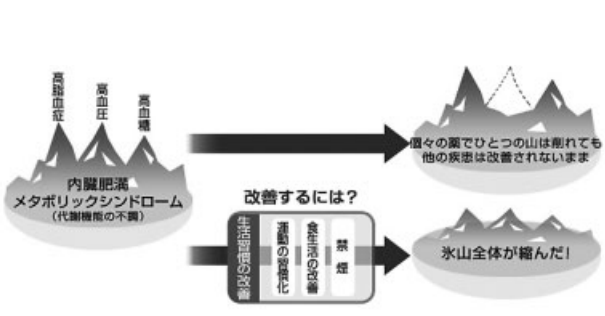 高脂血症
高血圧
高血糖
内臓肥満
メタボリックシンドローム
(代謝機能の不調)
個々の薬でひとつの山は削れても
他の疾患は改善されないまま
改善するには?
生活習慣の改善
運動の習慣化
食生活の改善
禁煙
氷山全体が縮んだ!